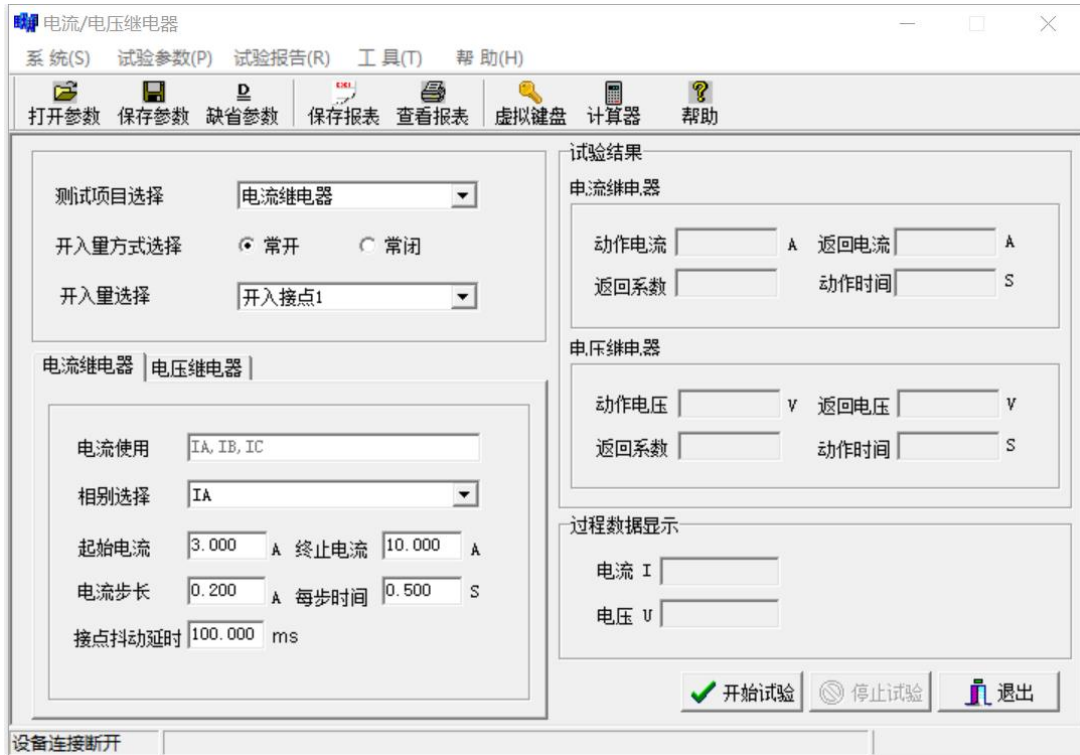 电流/电压继电器
系 统(S) 试验参数(P) 试验报告(R) 工 具(T) 帮 助(H)
打开参数 保存参数 缺省参数 保存报表 查看报表 虚拟键盘 计算器 帮助
测试项目选择 电流继电器
开入量方式选择 常开 常闭
开入量选择 开入接点1
电流继电器 电压继电器
电流使用 IA,IB,IC
相别选择 IA
起始电流 3.000 A 终止电流 10.000 A
电流步长 0.200 A 每步时间 0.500 S
接点抖动延时 100.000 ms
试验结果
电流继电器
动作电流 A 返回电流 A
返回系数 动作时间 S
电压继电器
动作电压 V 返回电压 V
返回系数 动作时间 S
过程数据显示
电流 I
电压 U
开始试验 停止试验 退出
设备连接断开